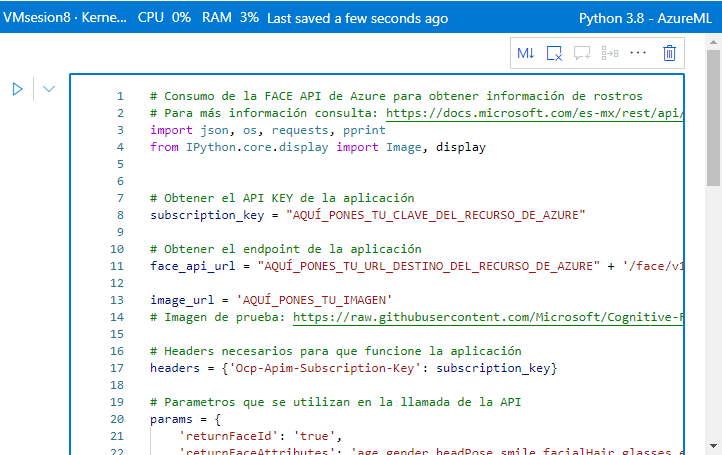 VMsesion8 · Kerne... CPU 0% RAM 3% Last saved a few seconds ago Python 3.8 - AzureML
M↓
1 # Consumo de la FACE API de Azure para obtener información de rostros
2 # Para más información consulta: https://docs.microsoft.com/es-mx/rest/api/
3 import json, os, requests, pprint
4 from IPython.core.display import Image, display
5
6
7 # Obtener el API KEY de la aplicación
8 subscription_key = "AQUÍ_PONES_TU_CLAVE_DEL_RECURSO_DE_AZURE"
9
10 # Obtener el endpoint de la aplicación
11 face_api_url = "AQUÍ_PONES_TU_URL_DESTINO_DEL_RECURSO_DE_AZURE" + '/face/v1
12
13 image_url = 'AQUÍ_PONES_TU_IMAGEN'
14 # Imagen de prueba: https://raw.githubusercontent.com/Microsoft/Cognitive-F
15
16 # Headers necesarios para que funcione la aplicación
17 headers = {'Ocp-Apim-Subscription-Key': subscription_key}
18
19 # Parametros que se utilizan en la llamada de la API
20 params = {
21 'returnFaceId': 'true',
22 'returnFaceAttributes': 'age,gender,headPose,smile,facialHair,glasses,e